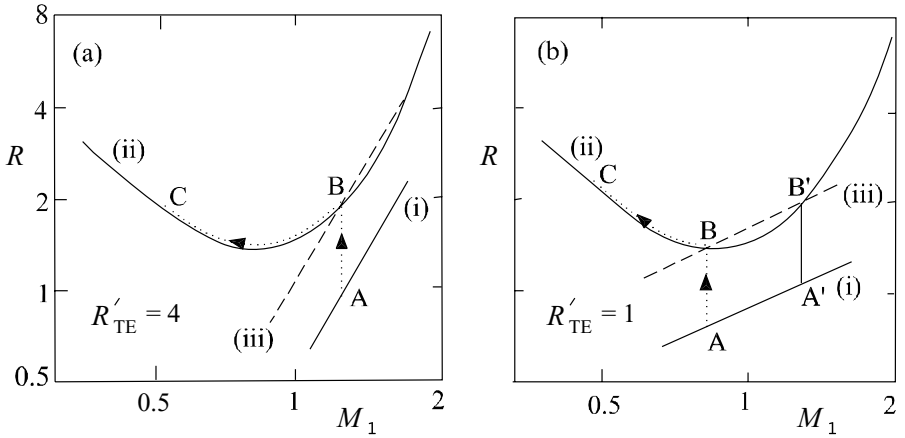 8
(a)
4
R
(ii)
C
B
(i)
2
1
A
R′TE = 4
(iii)
0.5
0.5
1
M1
2
(b)
R
(ii)
C
B
B'
(iii)
A
A'
(i)
R′TE = 1
0.5
1
M1
2